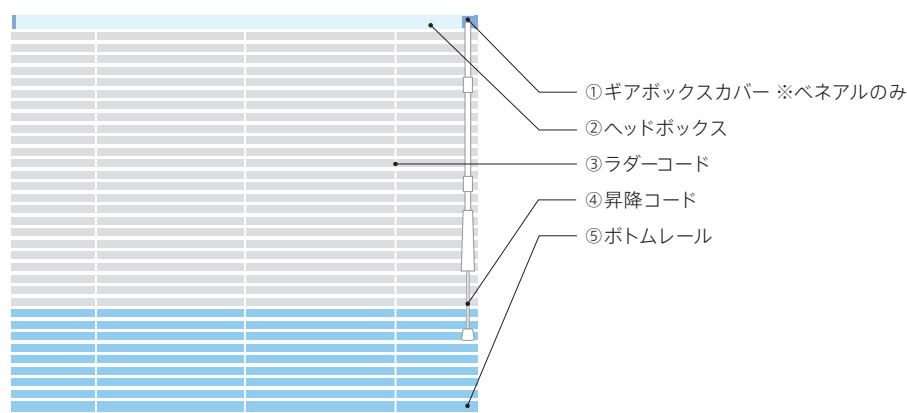 ①ギアボックスカバー ※ベネアルのみ
②ヘッドボックス
③ラダーコード
④昇降コード
⑤ボトムレール